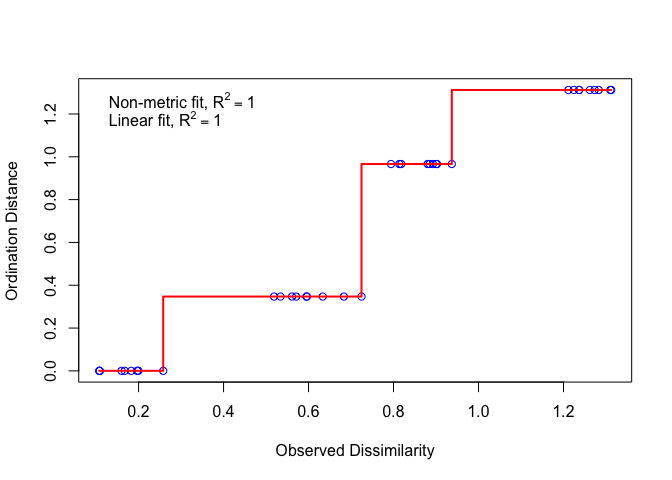 Non-metric fit, R² = 1
Linear fit, R² = 1
Ordination Distance
0.0 0.2 0.4 0.6 0.8 1.0 1.2
0.2 0.4 0.6 0.8 1.0 1.2
Observed Dissimilarity